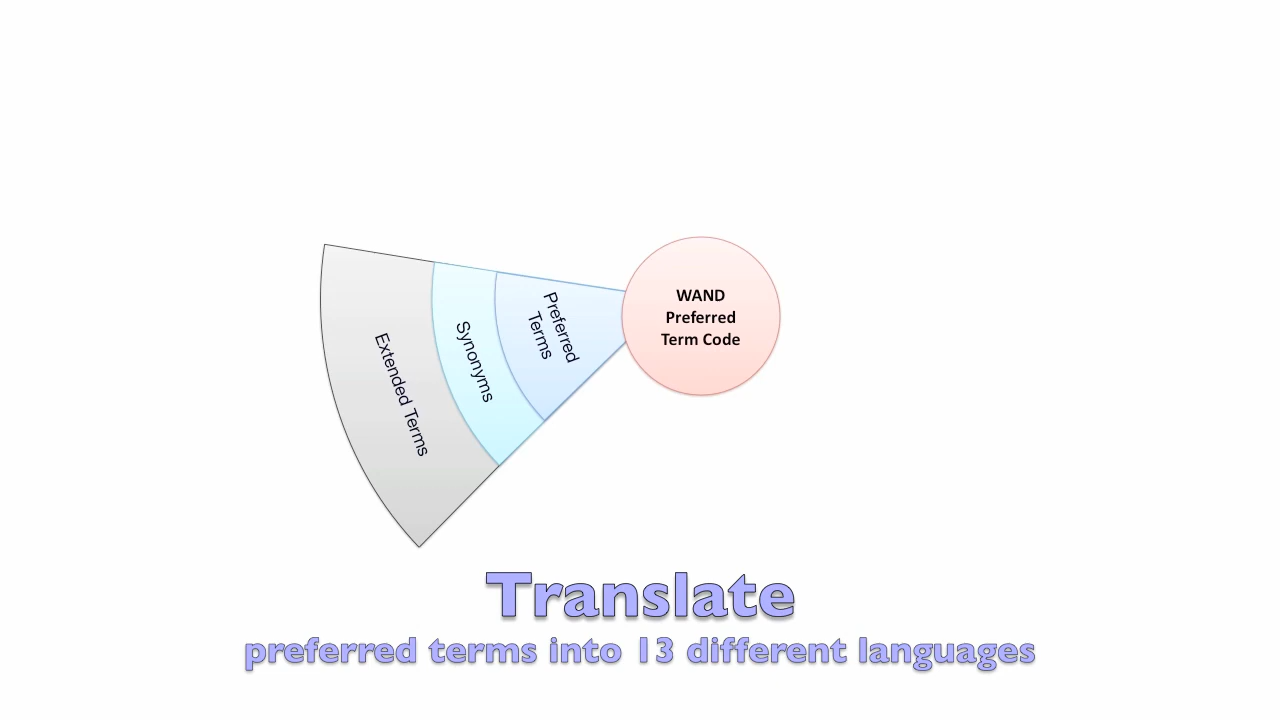 WAND
Preferred
Term Code
Preferred
Terms
Synonyms
Extended Terms
Translate
preferred terms into 13 different languages